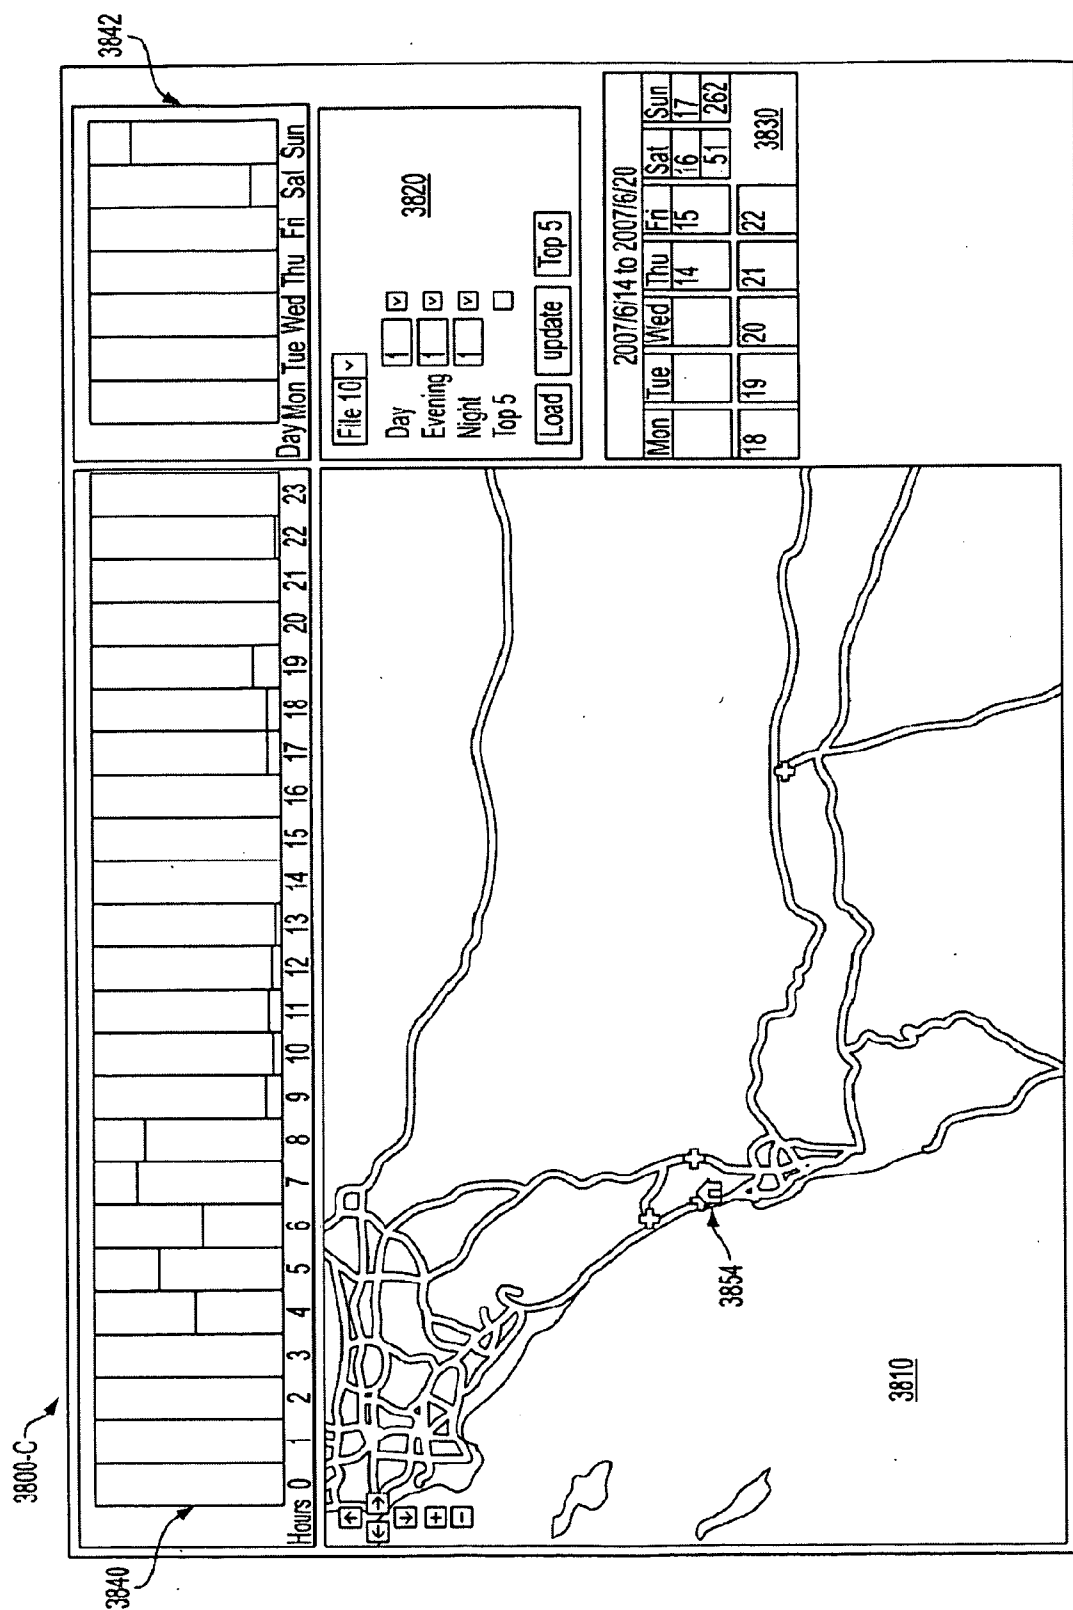 3800-C
3840
3842
Hours 0 1 2 3 4 5 6 7 8 9 10 11 12 13 14 15 16 17 18 19 20 21 22 23
Day Mon Tue Wed Thu Fri Sat Sun
File 10 v
Day 1 v
Evening 1 v
Night 1 v
Top 5
Load update Top 5
3820
2007/6/14 to 2007/6/20
Mon Tue Wed Thu Fri Sat Sun
14 15 16 17
51 262
18 19 20 21 22
3830
+
−
3854
3810